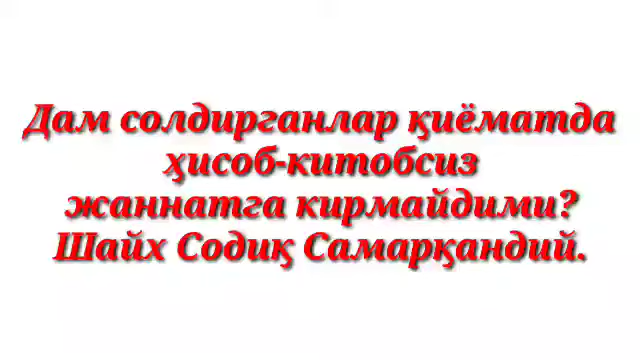 Дам солдирганлар қиёматда
ҳисоб-китобсиз
жаннатга кирмайдими?
Шайх Содиқ Самарқандий.